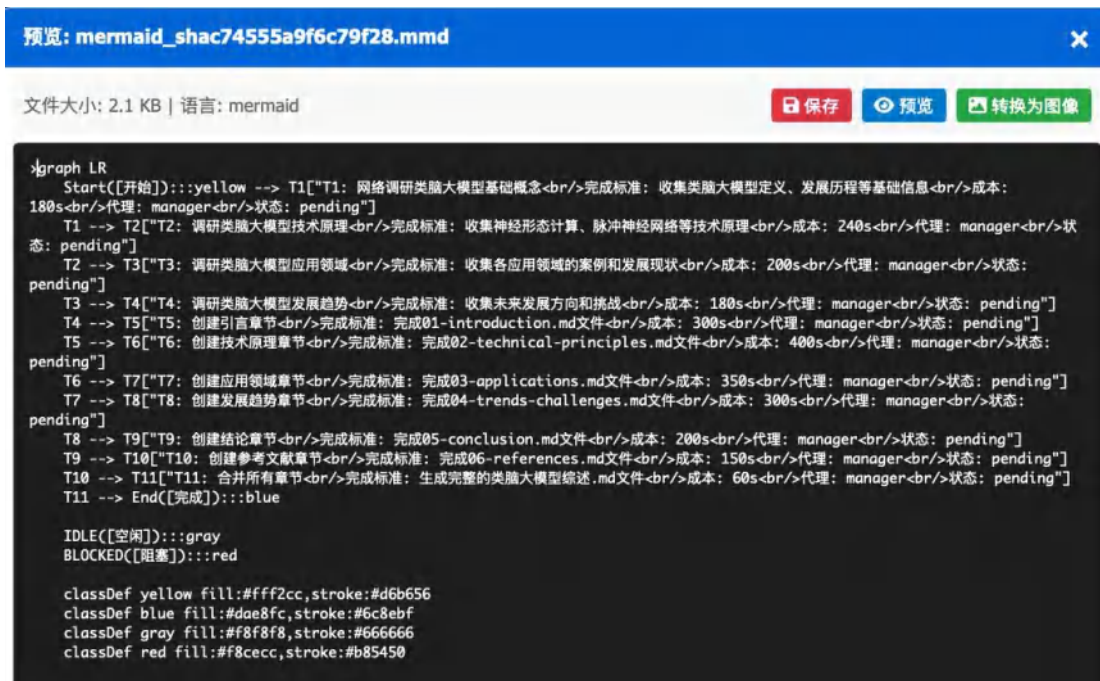 预览: mermaid_shac74555a9f6c79f28.mmd
文件大小: 2.1 KB | 语言: mermaid
保存
预览
转换为图像
graph LR
Start([开始]):::yellow --> T1["T1: 网络调研类脑大模型基础概念<br/>完成标准: 收集类脑大模型定义、发展历程等基础信息<br/>成本:
180s<br/>代理: manager<br/>状态: pending"]
T1 --> T2["T2: 调研类脑大模型技术原理<br/>完成标准: 收集神经形态计算、脉冲神经网络等技术原理<br/>成本: 240s<br/>代理: manager<br/>状
态: pending"]
T2 --> T3["T3: 调研类脑大模型应用领域<br/>完成标准: 收集各应用领域的案例和发展现状<br/>成本: 200s<br/>代理: manager<br/>状态:
pending"]
T3 --> T4["T4: 调研类脑大模型发展趋势<br/>完成标准: 收集未来发展方向和挑战<br/>成本: 180s<br/>代理: manager<br/>状态: pending"]
T4 --> T5["T5: 创建引言章节<br/>完成标准: 完成01-introduction.md文件<br/>成本: 300s<br/>代理: manager<br/>状态: pending"]
T5 --> T6["T6: 创建技术原理章节<br/>完成标准: 完成02-technical-principles.md文件<br/>成本: 400s<br/>代理: manager<br/>状态:
pending"]
T6 --> T7["T7: 创建应用领域章节<br/>完成标准: 完成03-applications.md文件<br/>成本: 350s<br/>代理: manager<br/>状态: pending"]
T7 --> T8["T8: 创建发展趋势章节<br/>完成标准: 完成04-trends-challenges.md文件<br/>成本: 300s<br/>代理: manager<br/>状态:
pending"]
T8 --> T9["T9: 创建结论章节<br/>完成标准: 完成05-conclusion.md文件<br/>成本: 200s<br/>代理: manager<br/>状态: pending"]
T9 --> T10["T10: 创建参考文献章节<br/>完成标准: 完成06-references.md文件<br/>成本: 150s<br/>代理: manager<br/>状态: pending"]
T10 --> T11["T11: 合并所有章节<br/>完成标准: 生成完整的类脑大模型综述.md文件<br/>成本: 60s<br/>代理: manager<br/>状态: pending"]
T11 --> End([完成]):::blue
IDLE([空闲]):::gray
BLOCKED([阻塞]):::red
classDef yellow fill:#fff2cc,stroke:#d6b656
classDef blue fill:#dae8fc,stroke:#6c8ebf
classDef gray fill:#f8f8f8,stroke:#666666
classDef red fill:#f8cecc,stroke:#b85450